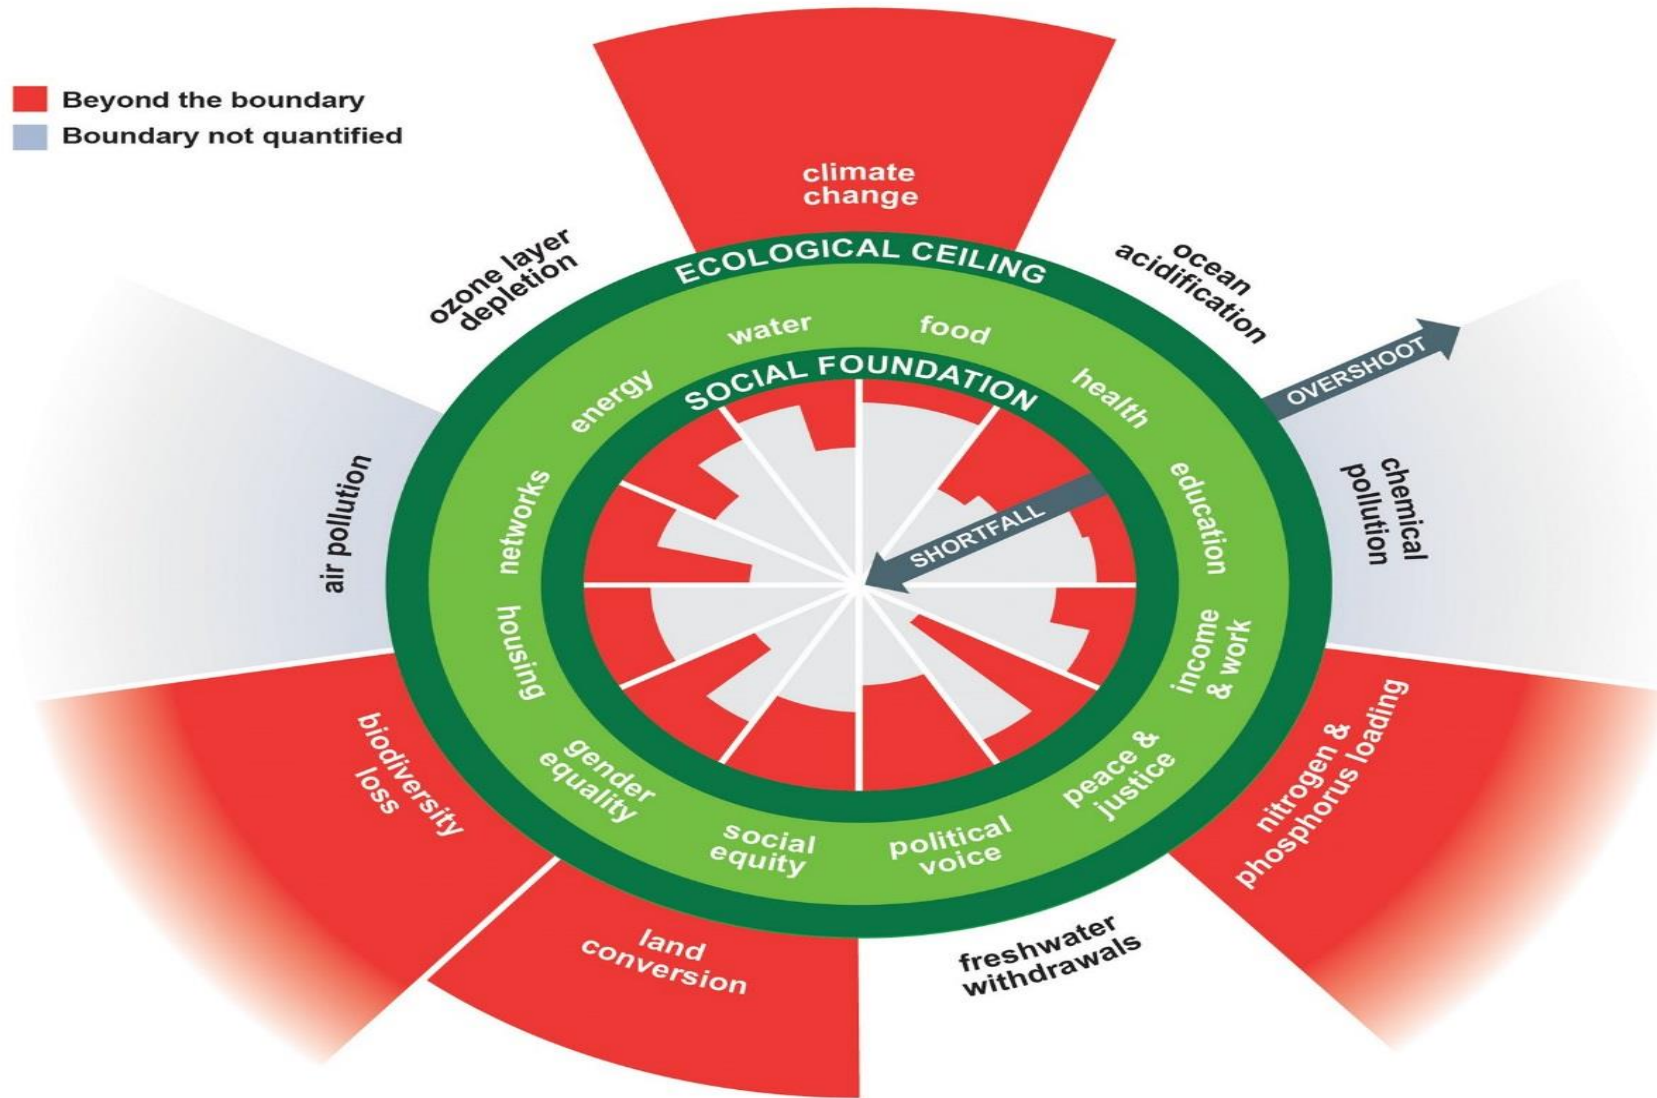 Beyond the boundary
Boundary not quantified
climate
change
ozone layer
depletion
ocean
acidification
ECOLOGICAL CEILING
OVERSHOOT
water
food
energy
health
SOCIAL FOUNDATION
networks
education
air pollution
chemical
pollution
SHORTFALL
housing
income
& work
biodiversity
loss
nitrogen &
phosphorus loading
gender
equality
peace &
justice
social
equity
political
voice
land
conversion
freshwater
withdrawals